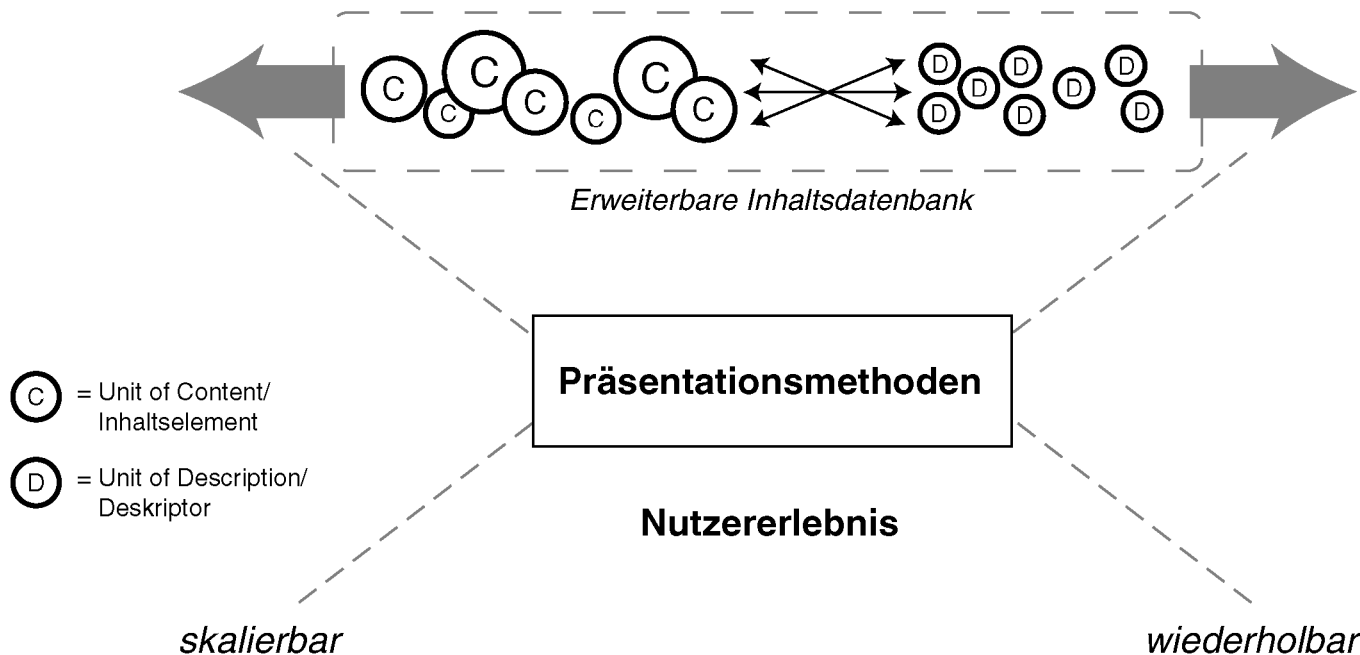 C C C C C C C D D D D D D D D
Erweiterbare Inhaltsdatenbank
Präsentationsmethoden
C = Unit of Content/
Inhaltselement
D = Unit of Description/
Deskriptor
Nutzererlebnis
skalierbar wiederholbar